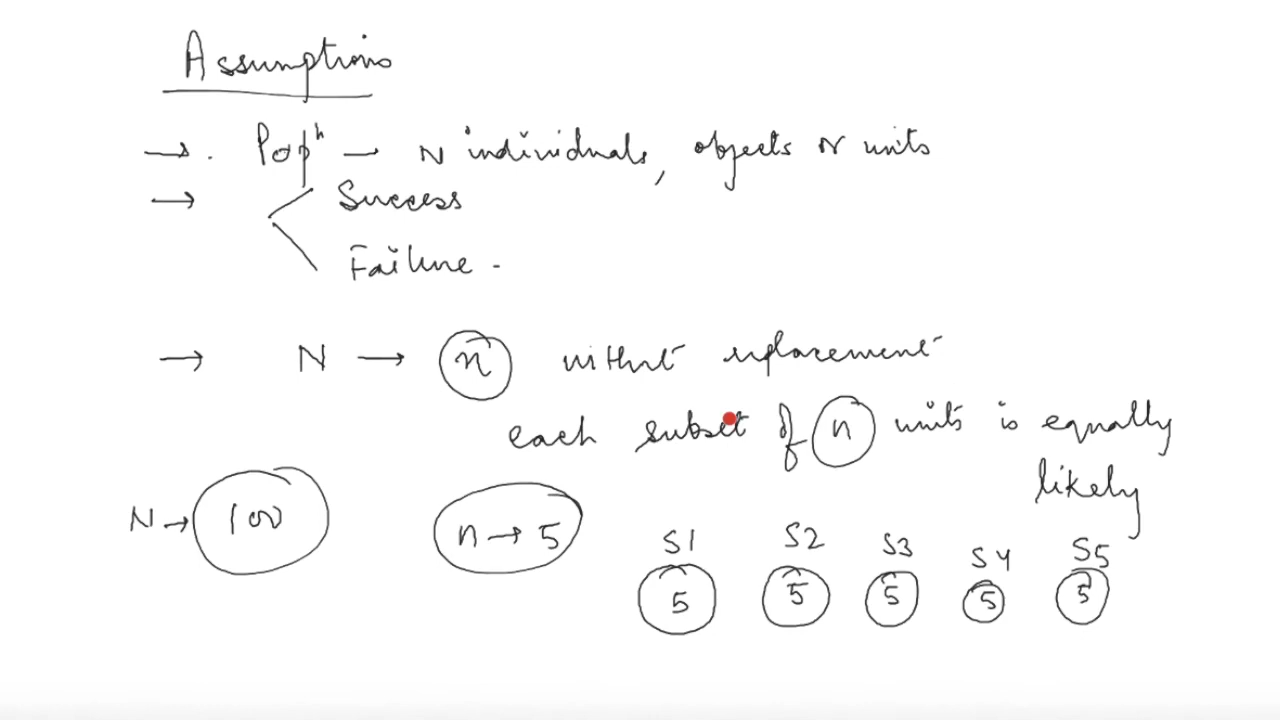 Assumptions
→ . Popⁿ – N individuals, objects or units
→ Success
Failure -
→ N → n without replacement
each subset of n units is equally
likely
N → 100 n → 5
S1 S2 S3 S4 S5
5 5 5 5 5